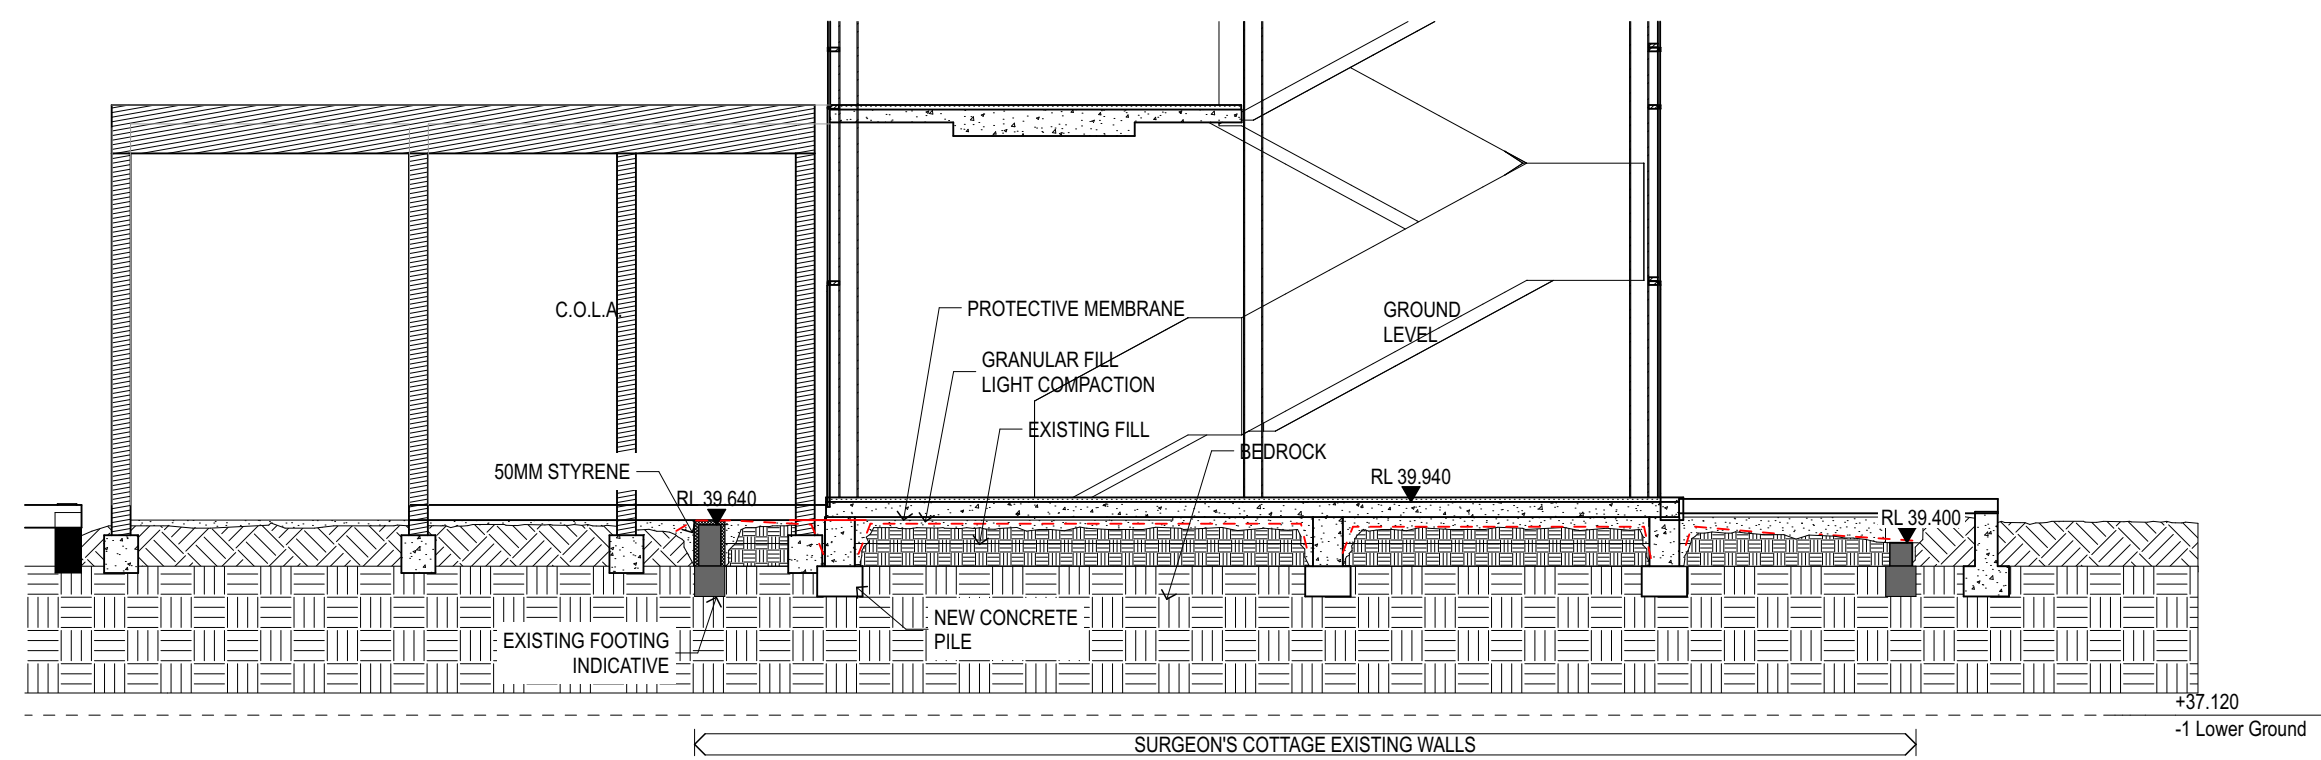 C.O.L.A.
PROTECTIVE MEMBRANE
GROUND
LEVEL
GRANULAR FILL
LIGHT COMPACTION
EXISTING FILL
BEDROCK
50MM STYRENE
RL 39.640
RL 39.940
RL 39.400
NEW CONCRETE
PILE
EXISTING FOOTING
INDICATIVE
+37.120
-1 Lower Ground
SURGEON'S COTTAGE EXISTING WALLS